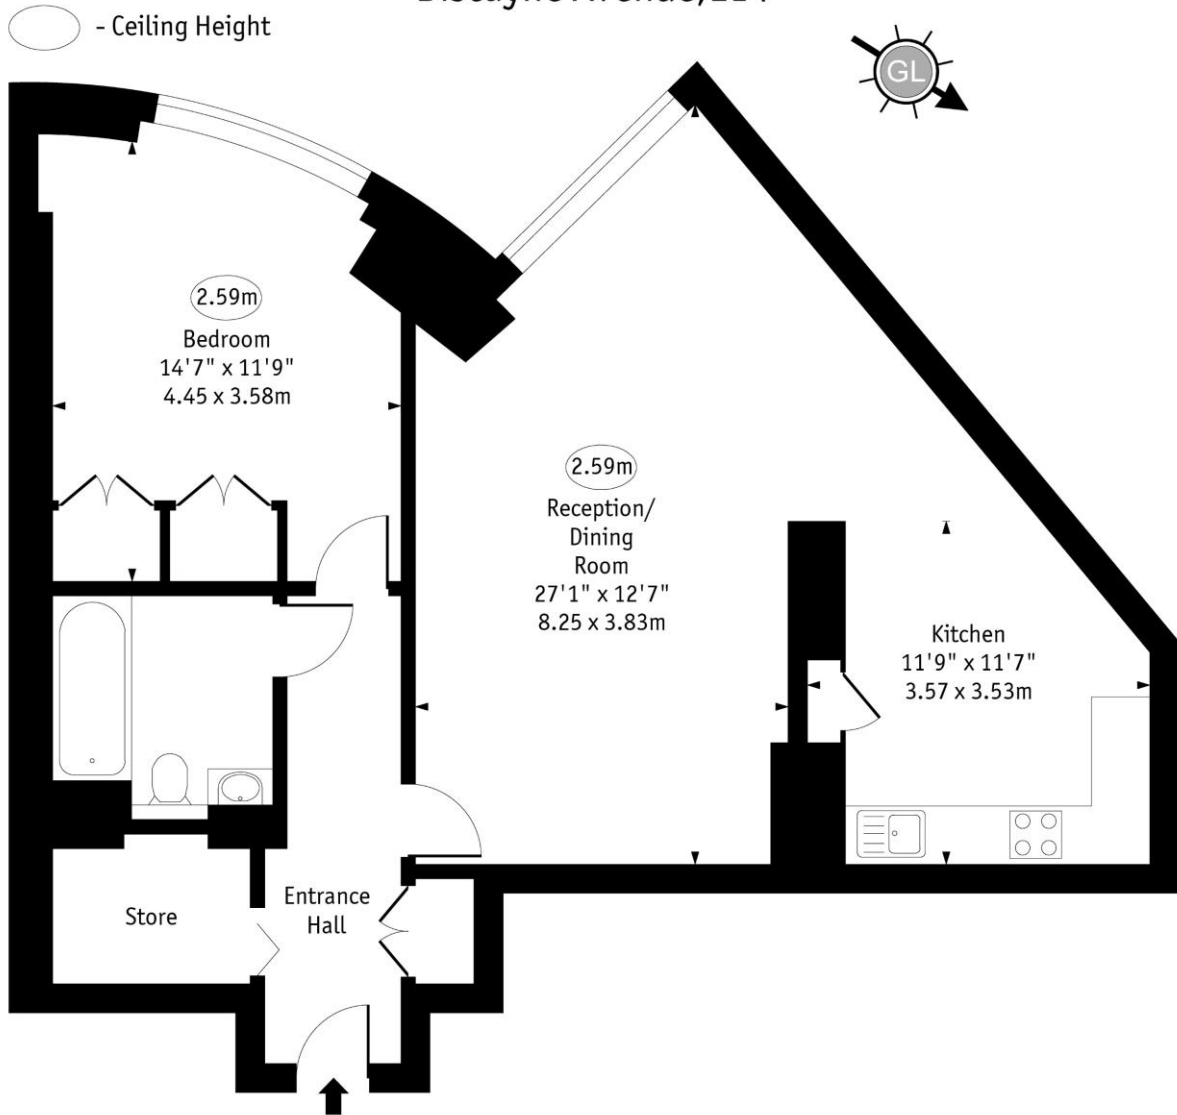 - Ceiling Height
GL
2.59m
Bedroom
14'7" x 11'9"
4.45 x 3.58m
2.59m
Reception/
Dining
Room
27'1" x 12'7"
8.25 x 3.83m
Kitchen
11'9" x 11'7"
3.57 x 3.53m
Store
Entrance
Hall